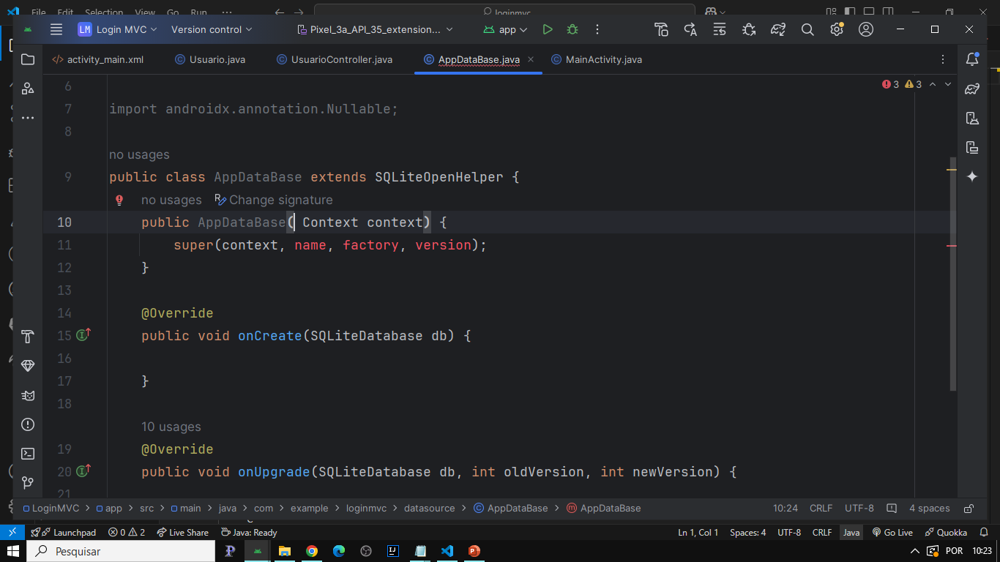 File Edit Selection View Go Run ··· loginmvc
LM Login MVC Version control Pixel_3a_API_35_extension... app
activity_main.xml Usuario.java UsuarioController.java AppDataBase.java MainActivity.java
3 3
6
7 import androidx.annotation.Nullable;
8
no usages
9 public class AppDataBase extends SQLiteOpenHelper {
no usages Change signature
10 public AppDataBase( Context context) {
11 super(context, name, factory, version);
12 }
13
14 @Override
15 public void onCreate(SQLiteDatabase db) {
16
17 }
18
10 usages
19 @Override
20 public void onUpgrade(SQLiteDatabase db, int oldVersion, int newVersion) {
21
LoginMVC > app > src > main > java > com > example > loginmvc > datasource > AppDataBase > AppDataBase 10:24 CRLF UTF-8 4 spaces
Launchpad 0 2 Live Share Java: Ready Ln 1, Col 1 Spaces: 4 UTF-8 CRLF Java Go Live Quokka
Pesquisar POR 10:23